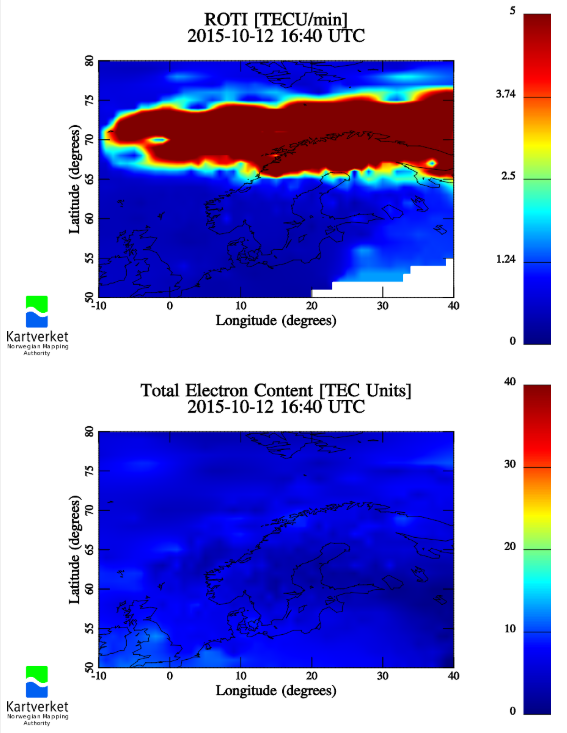 ROTI [TECU/min]
2015-10-12 16:40 UTC
80
75
70
65
60
55
50
Latitude (degrees)
-10
0
10
20
30
40
Longitude (degrees)
5
3.74
2.5
1.24
0
Kartverket
Norwegian Mapping
Authority
Total Electron Content [TEC Units]
2015-10-12 16:40 UTC
80
75
70
65
60
55
50
Latitude (degrees)
-10
0
10
20
30
40
Longitude (degrees)
40
30
20
10
0
Kartverket
Norwegian Mapping
Authority